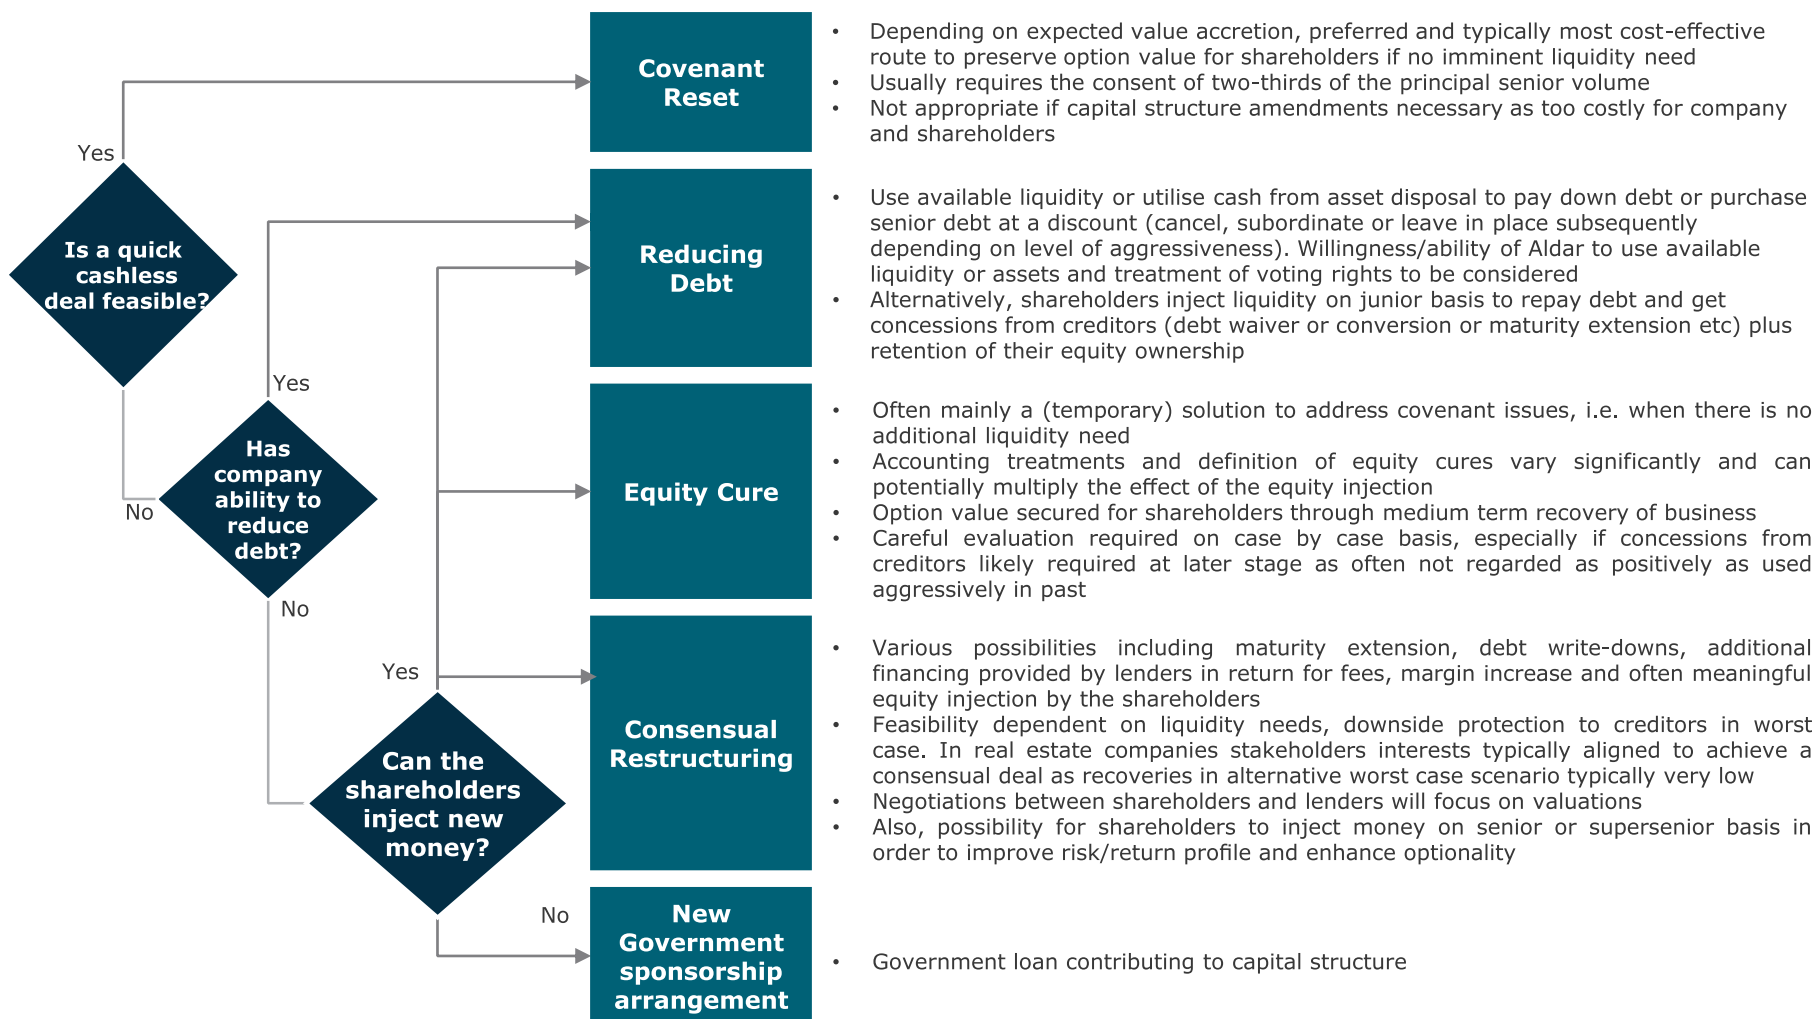 Covenant
Reset
• Depending on expected value accretion, preferred and typically most cost-effective
route to preserve option value for shareholders if no imminent liquidity need
• Usually requires the consent of two-thirds of the principal senior volume
• Not appropriate if capital structure amendments necessary as too costly for company
and shareholders
Yes
Is a quick
cashless
deal feasible?
No
Reducing
Debt
• Use available liquidity or utilise cash from asset disposal to pay down debt or purchase
senior debt at a discount (cancel, subordinate or leave in place subsequently
depending on level of aggressiveness). Willingness/ability of Aldar to use available
liquidity or assets and treatment of voting rights to be considered
• Alternatively, shareholders inject liquidity on junior basis to repay debt and get
concessions from creditors (debt waiver or conversion or maturity extension etc) plus
retention of their equity ownership
Yes
Has
company
ability to
reduce
debt?
No
Equity Cure
• Often mainly a (temporary) solution to address covenant issues, i.e. when there is no
additional liquidity need
• Accounting treatments and definition of equity cures vary significantly and can
potentially multiply the effect of the equity injection
• Option value secured for shareholders through medium term recovery of business
• Careful evaluation required on case by case basis, especially if concessions from
creditors likely required at later stage as often not regarded as positively as used
aggressively in past
Yes
Can the
shareholders
inject new
money?
No
Consensual
Restructuring
• Various possibilities including maturity extension, debt write-downs, additional
financing provided by lenders in return for fees, margin increase and often meaningful
equity injection by the shareholders
• Feasibility dependent on liquidity needs, downside protection to creditors in worst
case. In real estate companies stakeholders interests typically aligned to achieve a
consensual deal as recoveries in alternative worst case scenario typically very low
• Negotiations between shareholders and lenders will focus on valuations
• Also, possibility for shareholders to inject money on senior or supersenior basis in
order to improve risk/return profile and enhance optionality
New
Government
sponsorship
arrangement
• Government loan contributing to capital structure